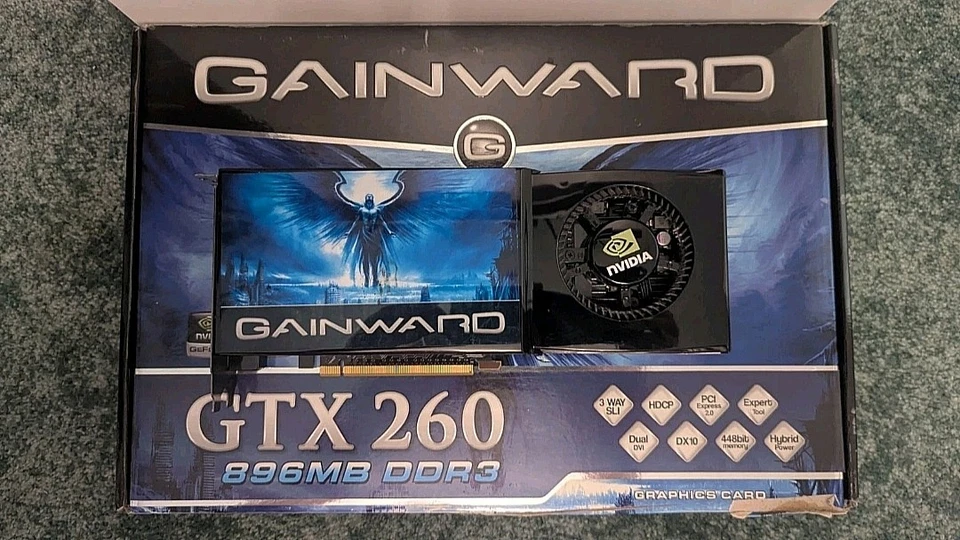 GAINWARD
G
NVIDIA
GAINWARD
GTX 260
896MB DDR3
3 WAY
SLI
HDCP
PCI
Express
2.0
Expert
Tool
Dual
DVI
DX10
448bit
memory
Hybrid
Power
GRAPHICS CARD